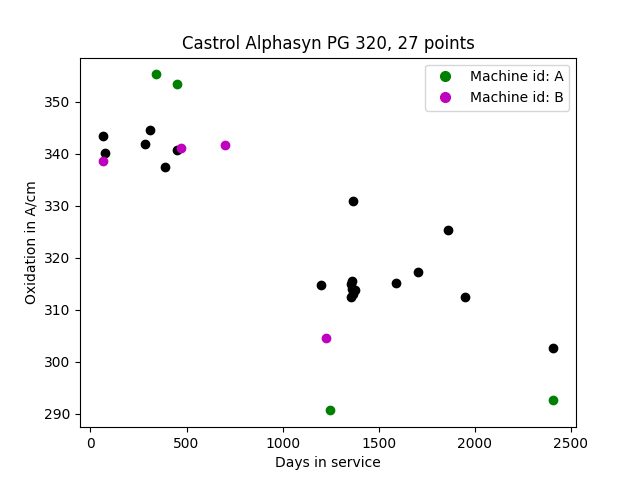 Castrol Alphasyn PG 320, 27 points
Machine id: A
Machine id: B
Oxidation in A/cm
350
340
330
320
310
300
290
0 500 1000 1500 2000 2500
Days in service